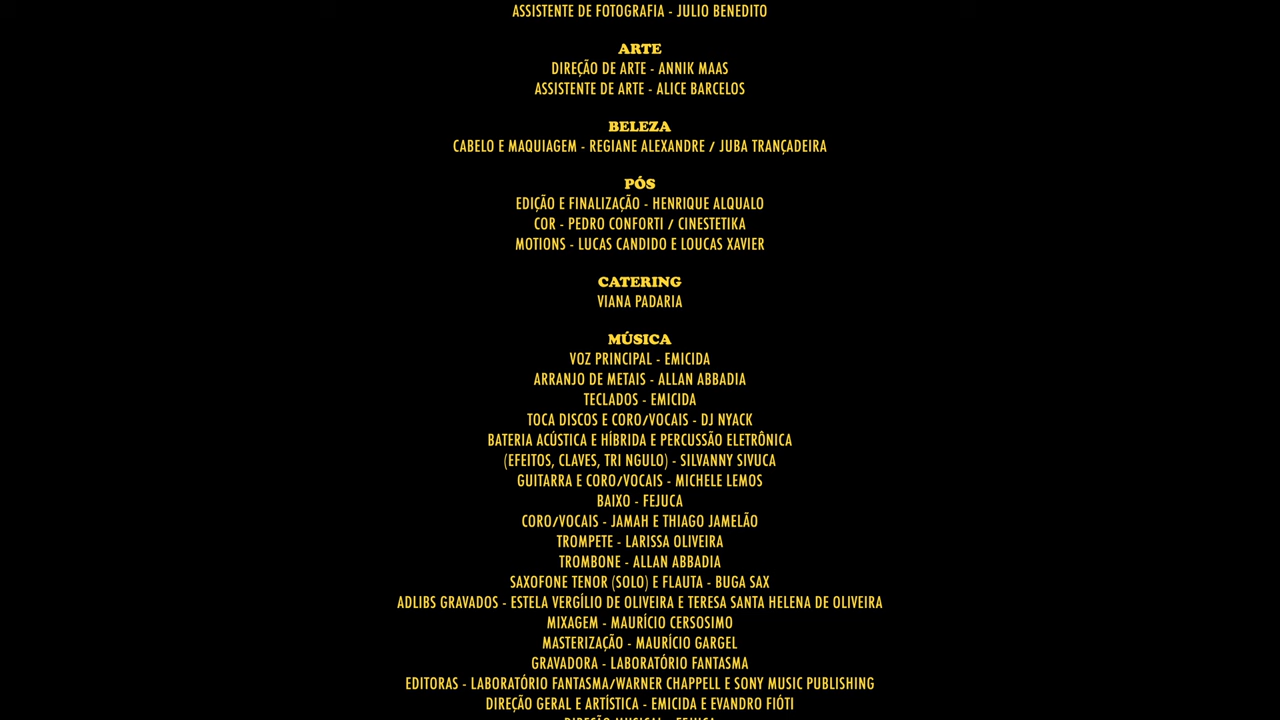 ASSISTENTE DE FOTOGRAFIA - JULIO BENEDITO
ARTE
DIREÇÃO DE ARTE - ANNIK MAAS
ASSISTENTE DE ARTE - ALICE BARCELOS
BELEZA
CABELO E MAQUIAGEM - REGIANE ALEXANDRE / JUBA TRANÇADEIRA
PÓS
EDIÇÃO E FINALIZAÇÃO - HENRIQUE ALQUALO
COR - PEDRO CONFORTI / CINESTETIKA
MOTIONS - LUCAS CANDIDO E LOUCAS XAVIER
CATERING
VIANA PADARIA
MÚSICA
VOZ PRINCIPAL - EMICIDA
ARRANJO DE METAIS - ALLAN ABBADIA
TECLADOS - EMICIDA
TOCA DISCOS E CORO/VOCAIS - DJ NYACK
BATERIA ACÚSTICA E HÍBRIDA E PERCUSSÃO ELETRÔNICA
(EFEITOS, CLAVES, TRI NGULO) - SILVANNY SIVUCA
GUITARRA E CORO/VOCAIS - MICHELE LEMOS
BAIXO - FEJUCA
CORO/VOCAIS - JAMAH E THIAGO JAMELÃO
TROMPETE - LARISSA OLIVEIRA
TROMBONE - ALLAN ABBADIA
SAXOFONE TENOR (SOLO) E FLAUTA - BUGA SAX
ADLIBS GRAVADOS - ESTELA VERGÍLIO DE OLIVEIRA E TERESA SANTA HELENA DE OLIVEIRA
MIXAGEM - MAURÍCIO CERSOSIMO
MASTERIZAÇÃO - MAURÍCIO GARGEL
GRAVADORA - LABORATÓRIO FANTASMA
EDITORAS - LABORATÓRIO FANTASMA/WARNER CHAPPELL E SONY MUSIC PUBLISHING
DIREÇÃO GERAL E ARTÍSTICA - EMICIDA E EVANDRO FIÓTI
DIREÇÃO MUSICAL - FEJUCA